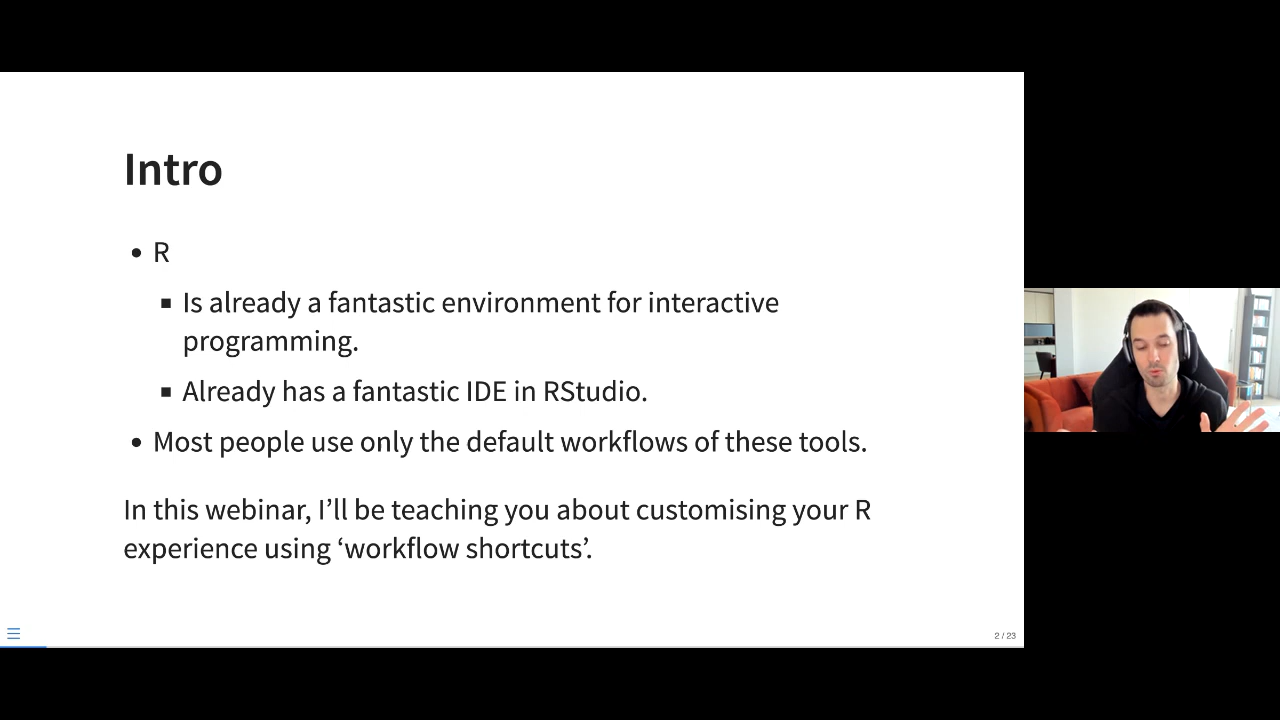 Intro
• R
▪ Is already a fantastic environment for interactive
programming.
▪ Already has a fantastic IDE in RStudio.
• Most people use only the default workflows of these tools.
In this webinar, I’ll be teaching you about customising your R
experience using ‘workflow shortcuts’.
2 / 23